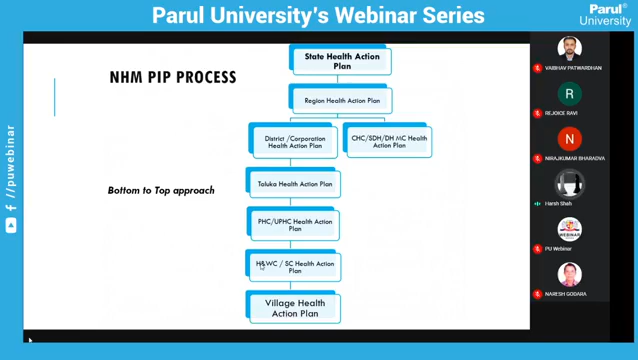 Parul University's Webinar Series
Parul®
University
NHM PIP PROCESS
State Health Action
Plan
Region Health Action Plan
District /Corporation
Health Action Plan
CHC/SDH/DH MC Health
Action Plan
Bottom to Top approach
Taluka Health Action Plan
PHC/UPHC Health Action
Plan
H&WC / SC Health Action
Plan
Village Health
Action Plan
VAIBHAV PATWARDHAN
R
REJOICE RAVI
N
NIRAJKUMAR BHARADVA
Harsh Shah
WEBINAR
PU Webinar
NARESH GODARA
//puwebinar